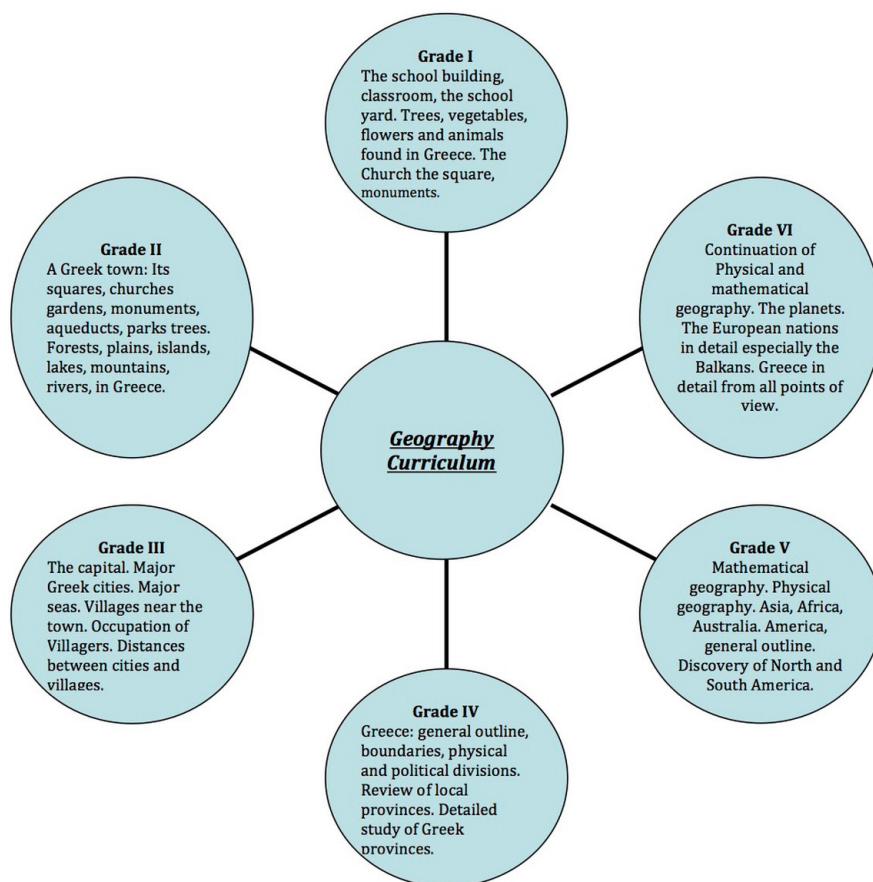 Grade I
The school building,
classroom, the school
yard. Trees, vegetables,
flowers and animals
found in Greece. The
Church the square,
monuments.
Grade II
A Greek town: Its
squares, churches
gardens, monuments,
aqueducts, parks trees.
Forests, plains, islands,
lakes, mountains,
rivers, in Greece.
Grade VI
Continuation of
Physical and
mathematical
geography. The planets.
The European nations
in detail especially the
Balkans. Greece in
detail from all points of
view.
Geography
Curriculum
Grade III
The capital. Major
Greek cities. Major
seas. Villages near the
town. Occupation of
Villagers. Distances
between cities and
villages.
Grade V
Mathematical
geography. Physical
geography. Asia, Africa,
Australia. America,
general outline.
Discovery of North and
South America.
Grade IV
Greece: general outline,
boundaries, physical
and political divisions.
Review of local
provinces. Detailed
study of Greek
provinces.